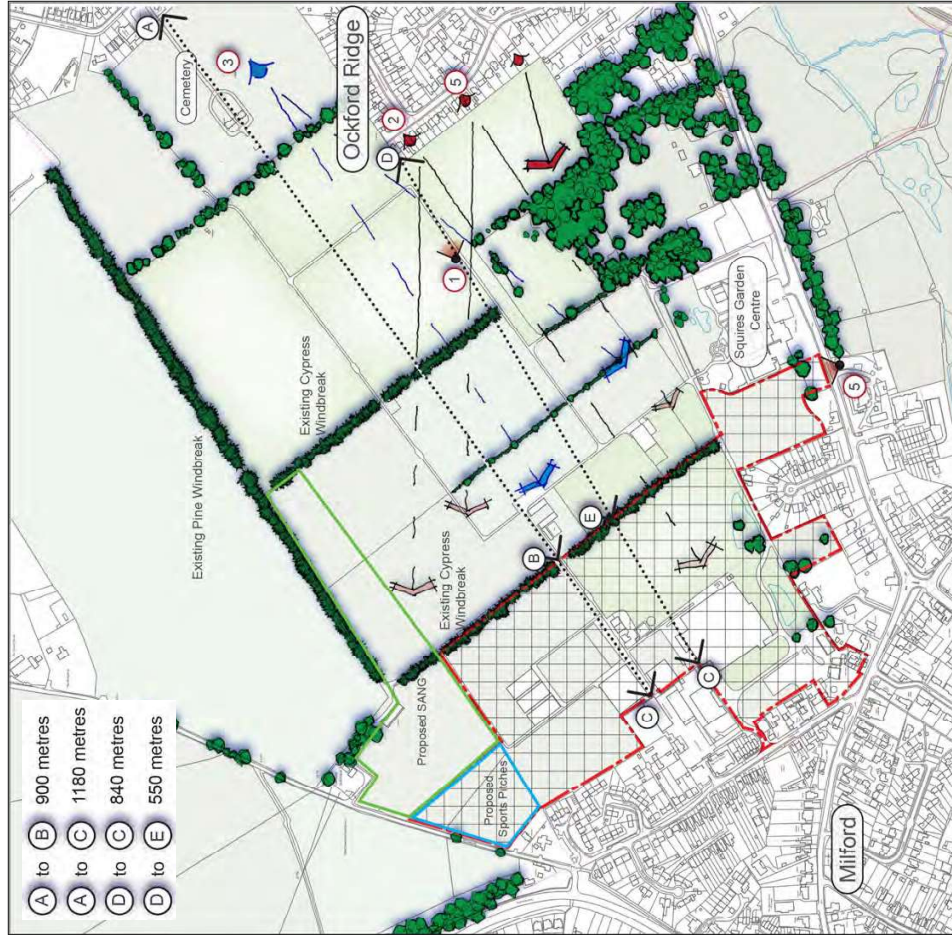 A to B 900 metres
A to C 1180 metres
D to C 840 metres
D to E 550 metres
A
Cemetery
3
Ockford Ridge
2
D
5
1
Existing Pine Windbreak
Existing Cypress
Windbreak
Squires Garden
Centre
5
B
E
Existing Cypress
Windbreak
Proposed SANG
C
C
Proposed
Sports Pitches
Milford